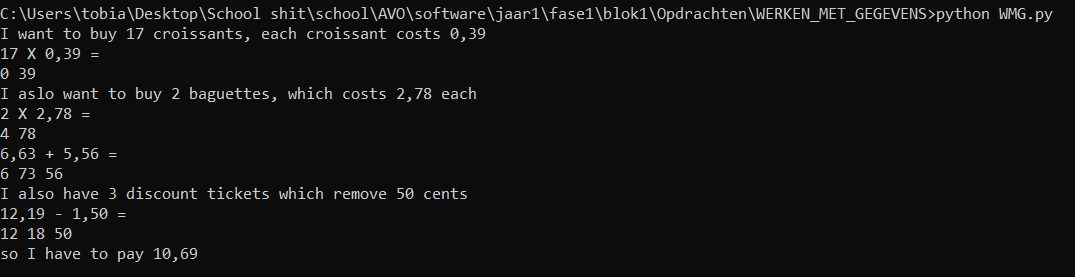 C:\Users\tobia\Desktop\School shit\school\AVO\software\jaar1\fase1\blok1\Opdrachten\WERKEN_MET_GEGEVENS>python WMG.py
I want to buy 17 croissants, each croissant costs 0,39
17 X 0,39 =
0 39
I aslo want to buy 2 baguettes, which costs 2,78 each
2 X 2,78 =
4 78
6,63 + 5,56 =
6 73 56
I also have 3 discount tickets which remove 50 cents
12,19 - 1,50 =
12 18 50
so I have to pay 10,69